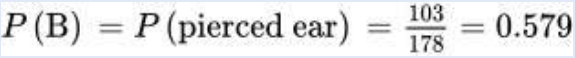 P(B) = P(pierced ear) = 103/178 = 0.579